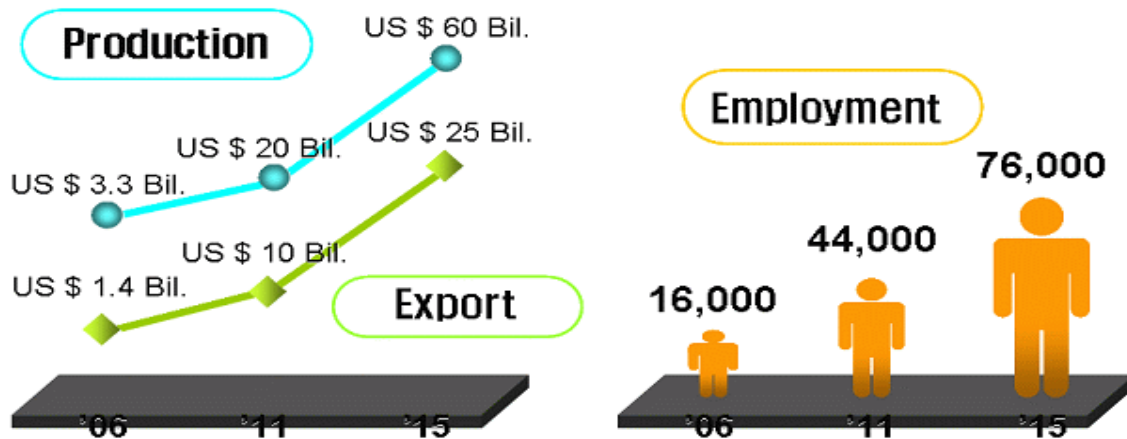 Production
US $ 60 Bil.
US $ 20 Bil.
US $ 25 Bil.
US $ 3.3 Bil.
US $ 10 Bil.
US $ 1.4 Bil.
Export
'06 '11 '15
Employment
76,000
44,000
16,000
'06 '11 '15